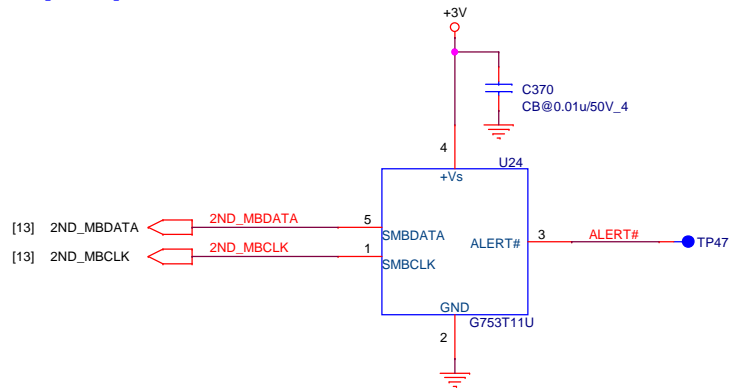 +3V
C370
CB@0.01u/50V_4
4
U24
+Vs
[13] 2ND_MBDATA 2ND_MBDATA 5 SMBDATA
ALERT# 3 ALERT# TP47
[13] 2ND_MBCLK 2ND_MBCLK 1 SMBCLK
GND
G753T11U
2